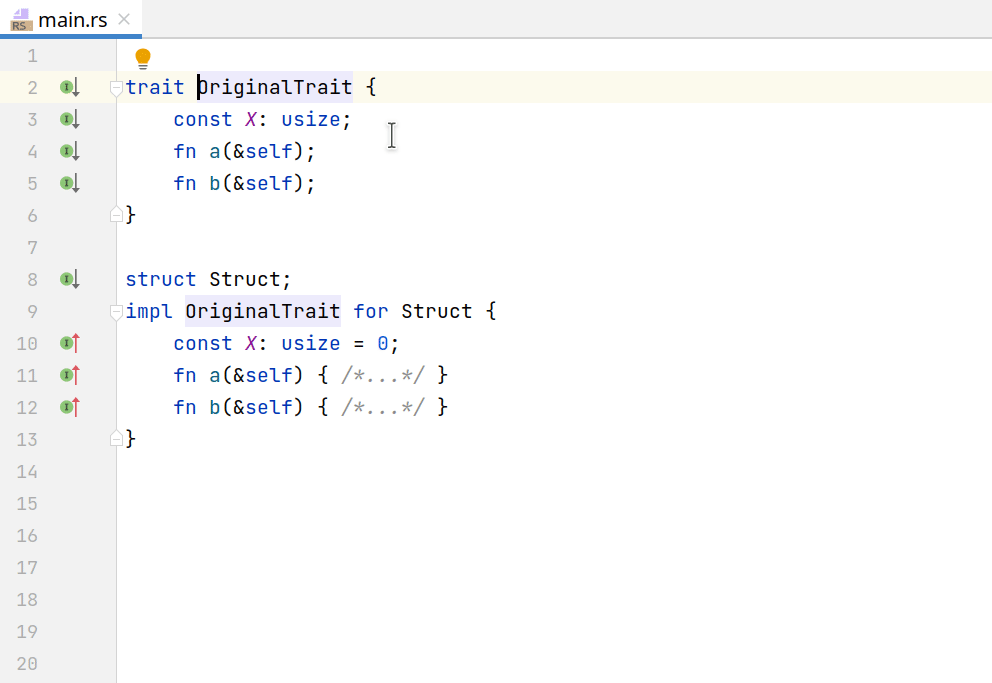 RS main.rs
1
2 trait OriginalTrait {
3 const X: usize;
4 fn a(&self);
5 fn b(&self);
6 }
7
8 struct Struct;
9 impl OriginalTrait for Struct {
10 const X: usize = 0;
11 fn a(&self) { /*...*/ }
12 fn b(&self) { /*...*/ }
13 }
14
15
16
17
18
19
20